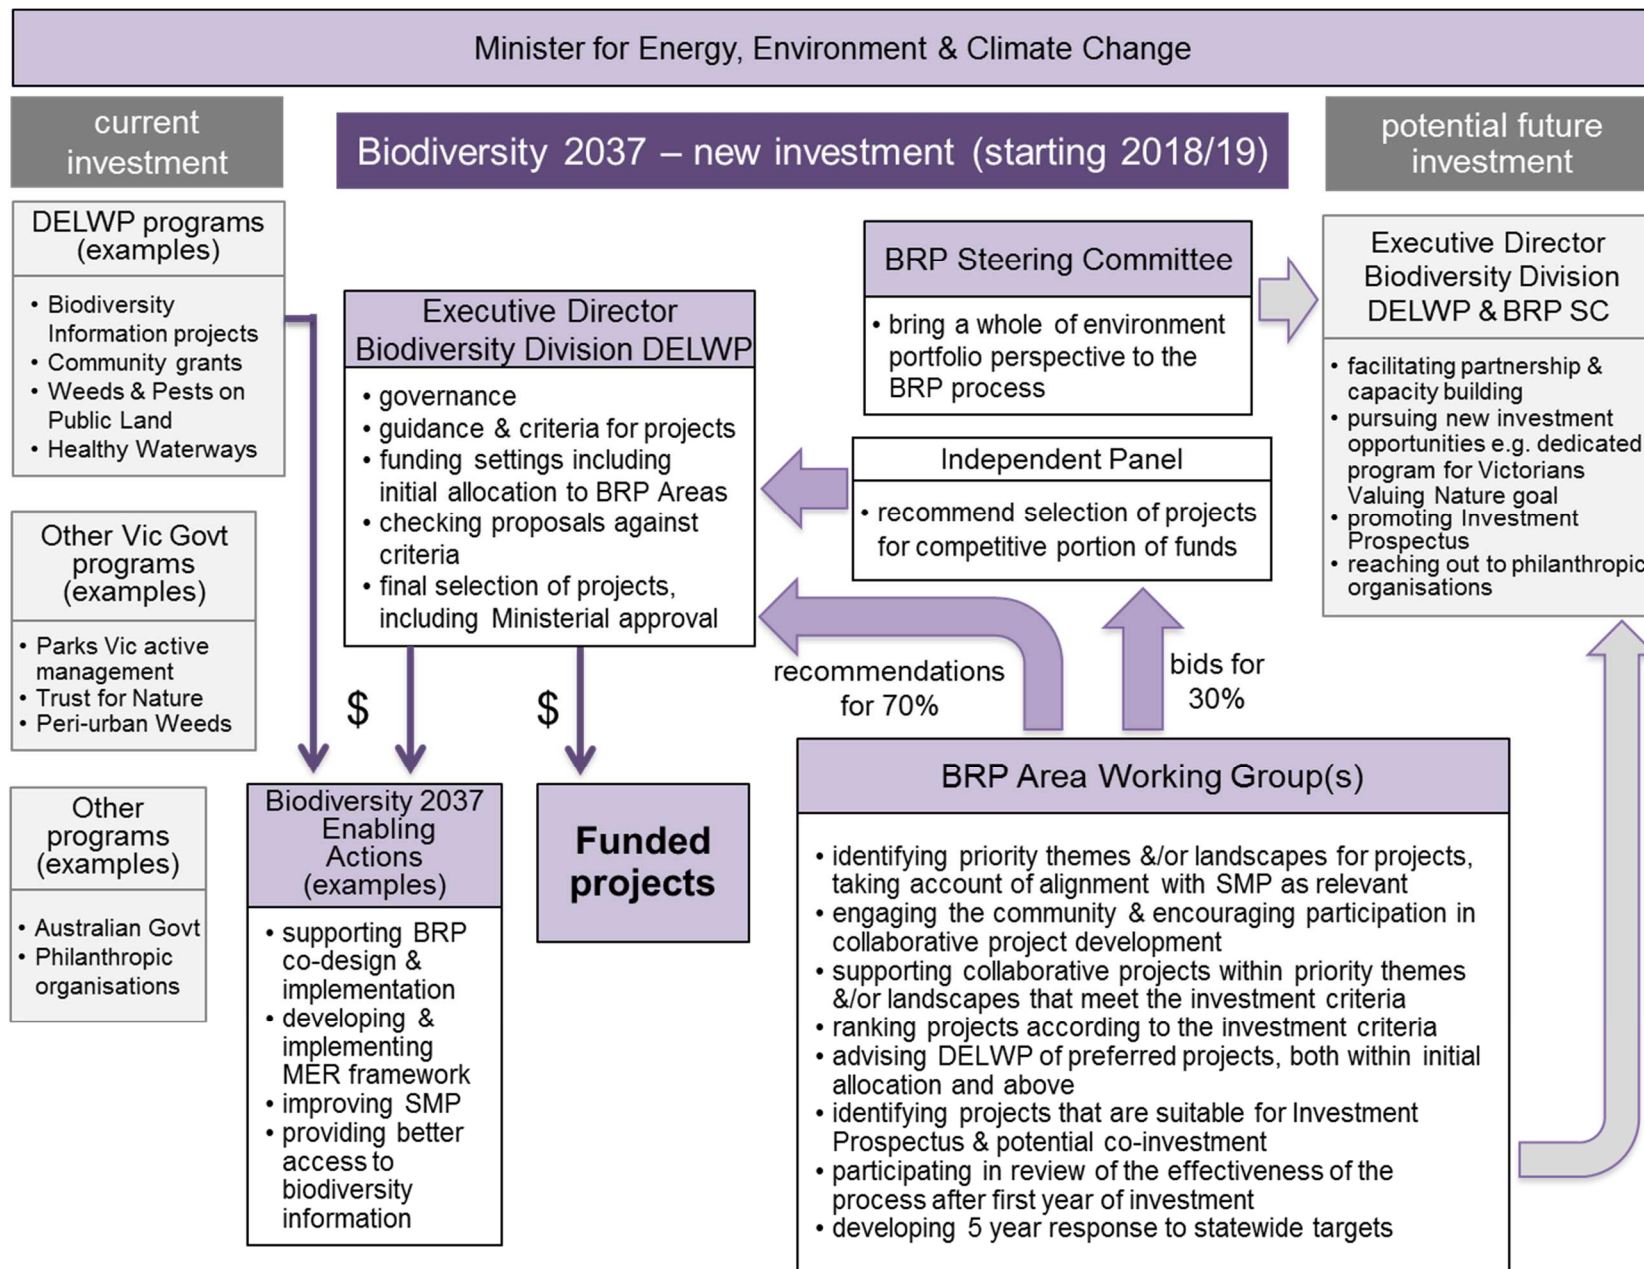 Minister for Energy, Environment & Climate Change
current
investment
Biodiversity 2037 – new investment (starting 2018/19)
potential future
investment
DELWP programs
(examples)
• Biodiversity
Information projects
• Community grants
• Weeds & Pests on
Public Land
• Healthy Waterways
Other Vic Govt
programs
(examples)
• Parks Vic active
management
• Trust for Nature
• Peri-urban Weeds
Other
programs
(examples)
• Australian Govt
• Philanthropic
organisations
Executive Director
Biodiversity Division DELWP
• governance
• guidance & criteria for projects
• funding settings including
initial allocation to BRP Areas
• checking proposals against
criteria
• final selection of projects,
including Ministerial approval
$
$
Biodiversity 2037
Enabling
Actions
(examples)
• supporting BRP
co-design &
implementation
• developing &
implementing
MER framework
• improving SMP
• providing better
access to
biodiversity
information
Funded
projects
BRP Steering Committee
• bring a whole of environment
portfolio perspective to the
BRP process
Independent Panel
• recommend selection of projects
for competitive portion of funds
recommendations
for 70%
bids for
30%
BRP Area Working Group(s)
• identifying priority themes &/or landscapes for projects,
taking account of alignment with SMP as relevant
• engaging the community & encouraging participation in
collaborative project development
• supporting collaborative projects within priority themes
&/or landscapes that meet the investment criteria
• ranking projects according to the investment criteria
• advising DELWP of preferred projects, both within initial
allocation and above
• identifying projects that are suitable for Investment
Prospectus & potential co-investment
• participating in review of the effectiveness of the
process after first year of investment
• developing 5 year response to statewide targets
Executive Director
Biodiversity Division
DELWP & BRP SC
• facilitating partnership &
capacity building
• pursuing new investment
opportunities e.g. dedicated
program for Victorians
Valuing Nature goal
• promoting Investment
Prospectus
• reaching out to philanthropic
organisations